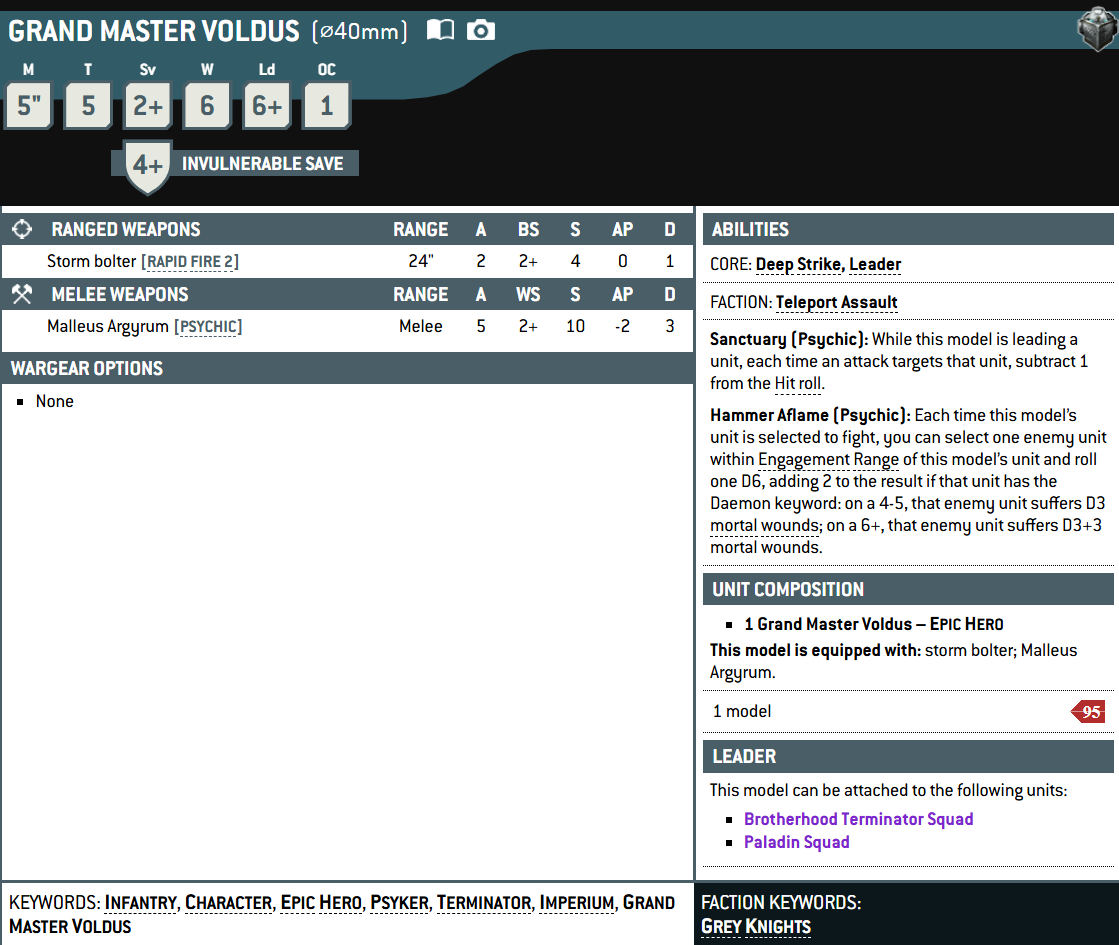 GRAND MASTER VOLDUS (⌀40mm)
M T Sv W Ld OC
5" 5 2+ 6 6+ 1
4+ INVULNERABLE SAVE
RANGED WEAPONS RANGE A BS S AP D
Storm bolter [RAPID FIRE 2] 24" 2 2+ 4 0 1
MELEE WEAPONS RANGE A WS S AP D
Malleus Argyrum [PSYCHIC] Melee 5 2+ 10 -2 3
WARGEAR OPTIONS
▪ None
ABILITIES
CORE: Deep Strike, Leader
FACTION: Teleport Assault
Sanctuary (Psychic): While this model is leading a
unit, each time an attack targets that unit, subtract 1
from the Hit roll.
Hammer Aflame (Psychic): Each time this model’s
unit is selected to fight, you can select one enemy unit
within Engagement Range of this model’s unit and roll
one D6, adding 2 to the result if that unit has the
Daemon keyword: on a 4-5, that enemy unit suffers D3
mortal wounds; on a 6+, that enemy unit suffers D3+3
mortal wounds.
UNIT COMPOSITION
▪ 1 Grand Master Voldus – EPIC HERO
This model is equipped with: storm bolter; Malleus
Argyrum.
1 model 95
LEADER
This model can be attached to the following units:
▪ Brotherhood Terminator Squad
▪ Paladin Squad
KEYWORDS: INFANTRY, CHARACTER, EPIC HERO, PSYKER, TERMINATOR, IMPERIUM, GRAND
MASTER VOLDUS
FACTION KEYWORDS:
GREY KNIGHTS